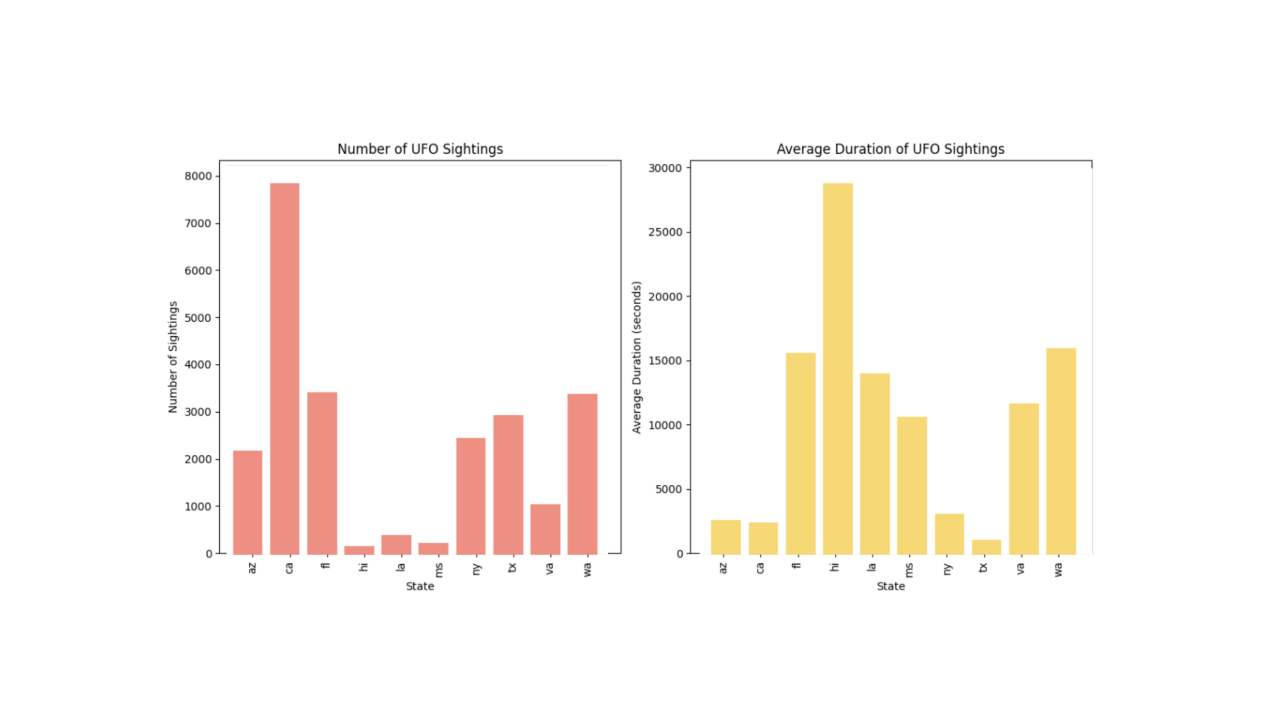 Number of UFO Sightings
Number of Sightings
8000
7000
6000
5000
4000
3000
2000
1000
0
az ca fl hi la ms ny tx va wa
State
Average Duration of UFO Sightings
Average Duration (seconds)
30000
25000
20000
15000
10000
5000
0
az ca fl hi la ms ny tx va wa
State